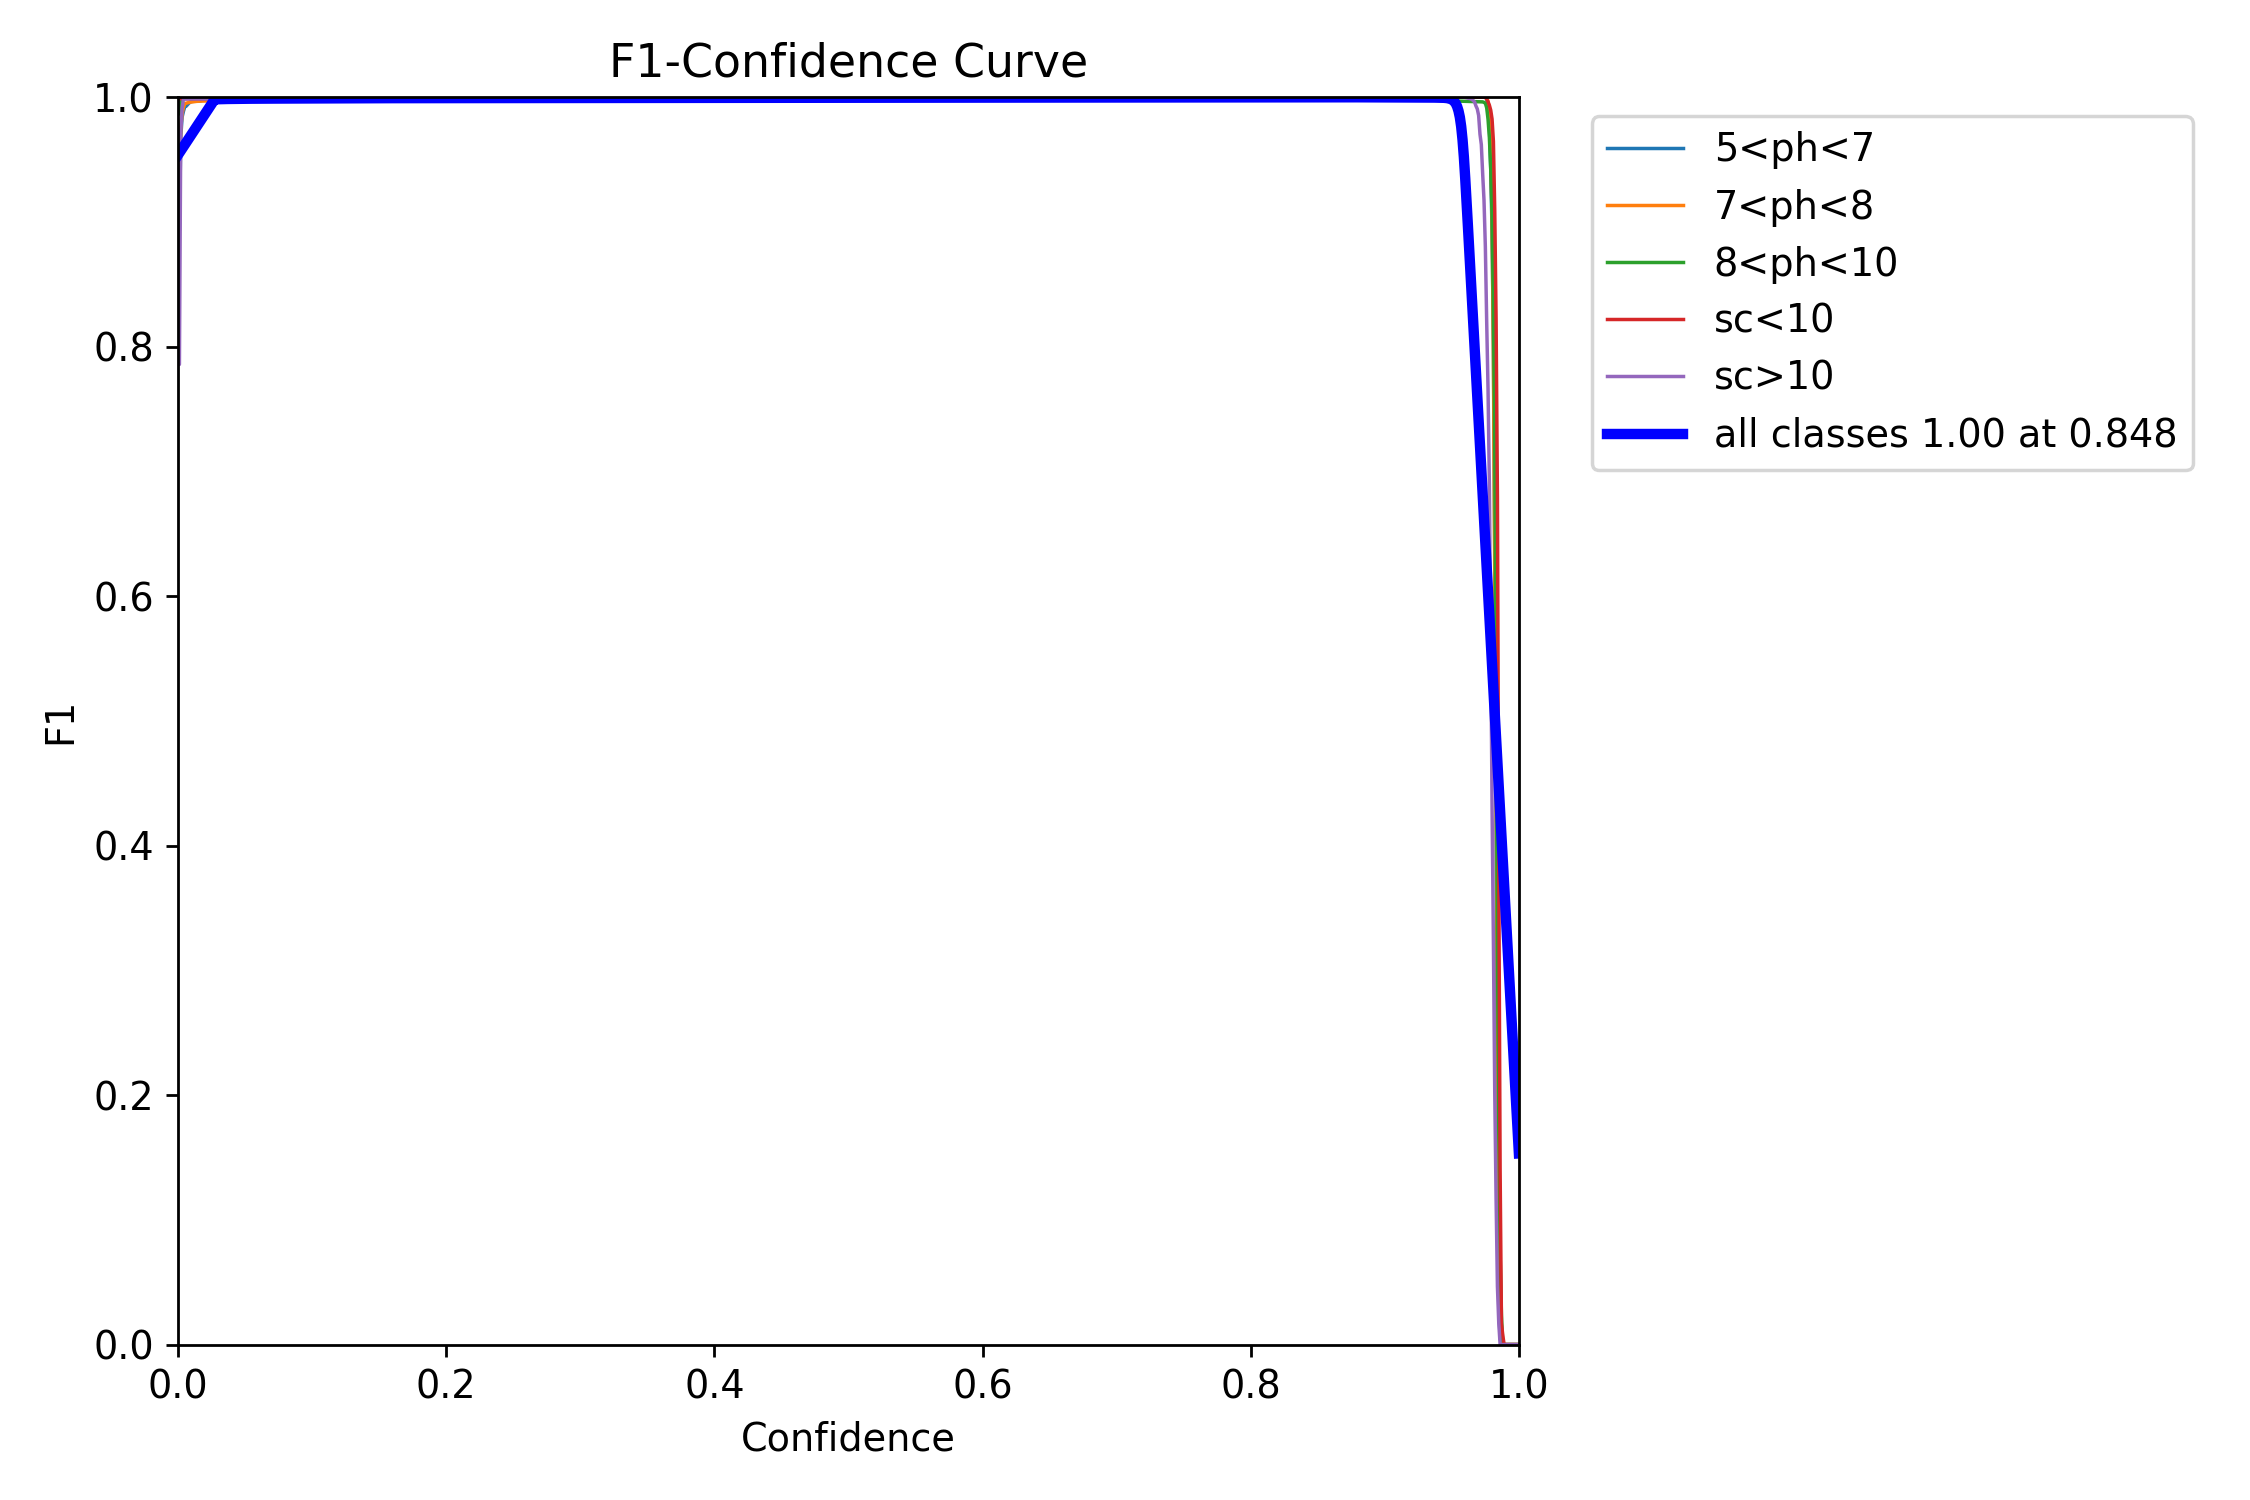 F1-Confidence Curve
1.0
0.8
0.6
0.4
0.2
0.0
F1
0.0 0.2 0.4 0.6 0.8 1.0
Confidence
5<ph<7
7<ph<8
8<ph<10
sc<10
sc>10
all classes 1.00 at 0.848